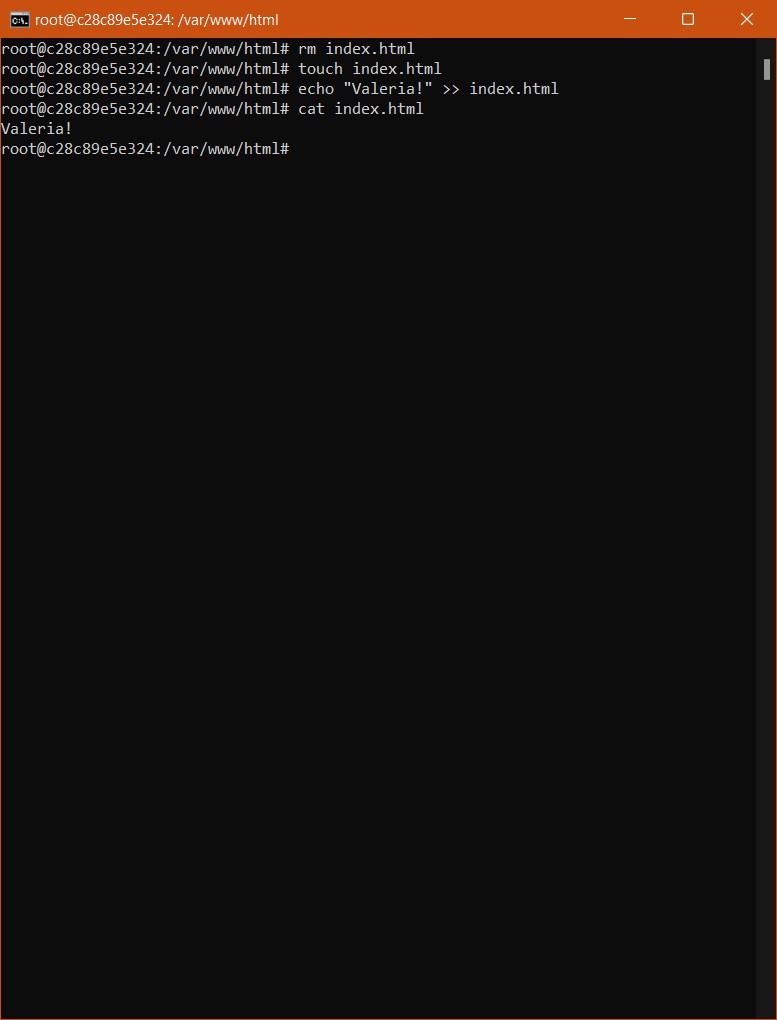 root@c28c89e5e324: /var/www/html
root@c28c89e5e324:/var/www/html# rm index.html
root@c28c89e5e324:/var/www/html# touch index.html
root@c28c89e5e324:/var/www/html# echo "Valeria!" >> index.html
root@c28c89e5e324:/var/www/html# cat index.html
Valeria!
root@c28c89e5e324:/var/www/html#